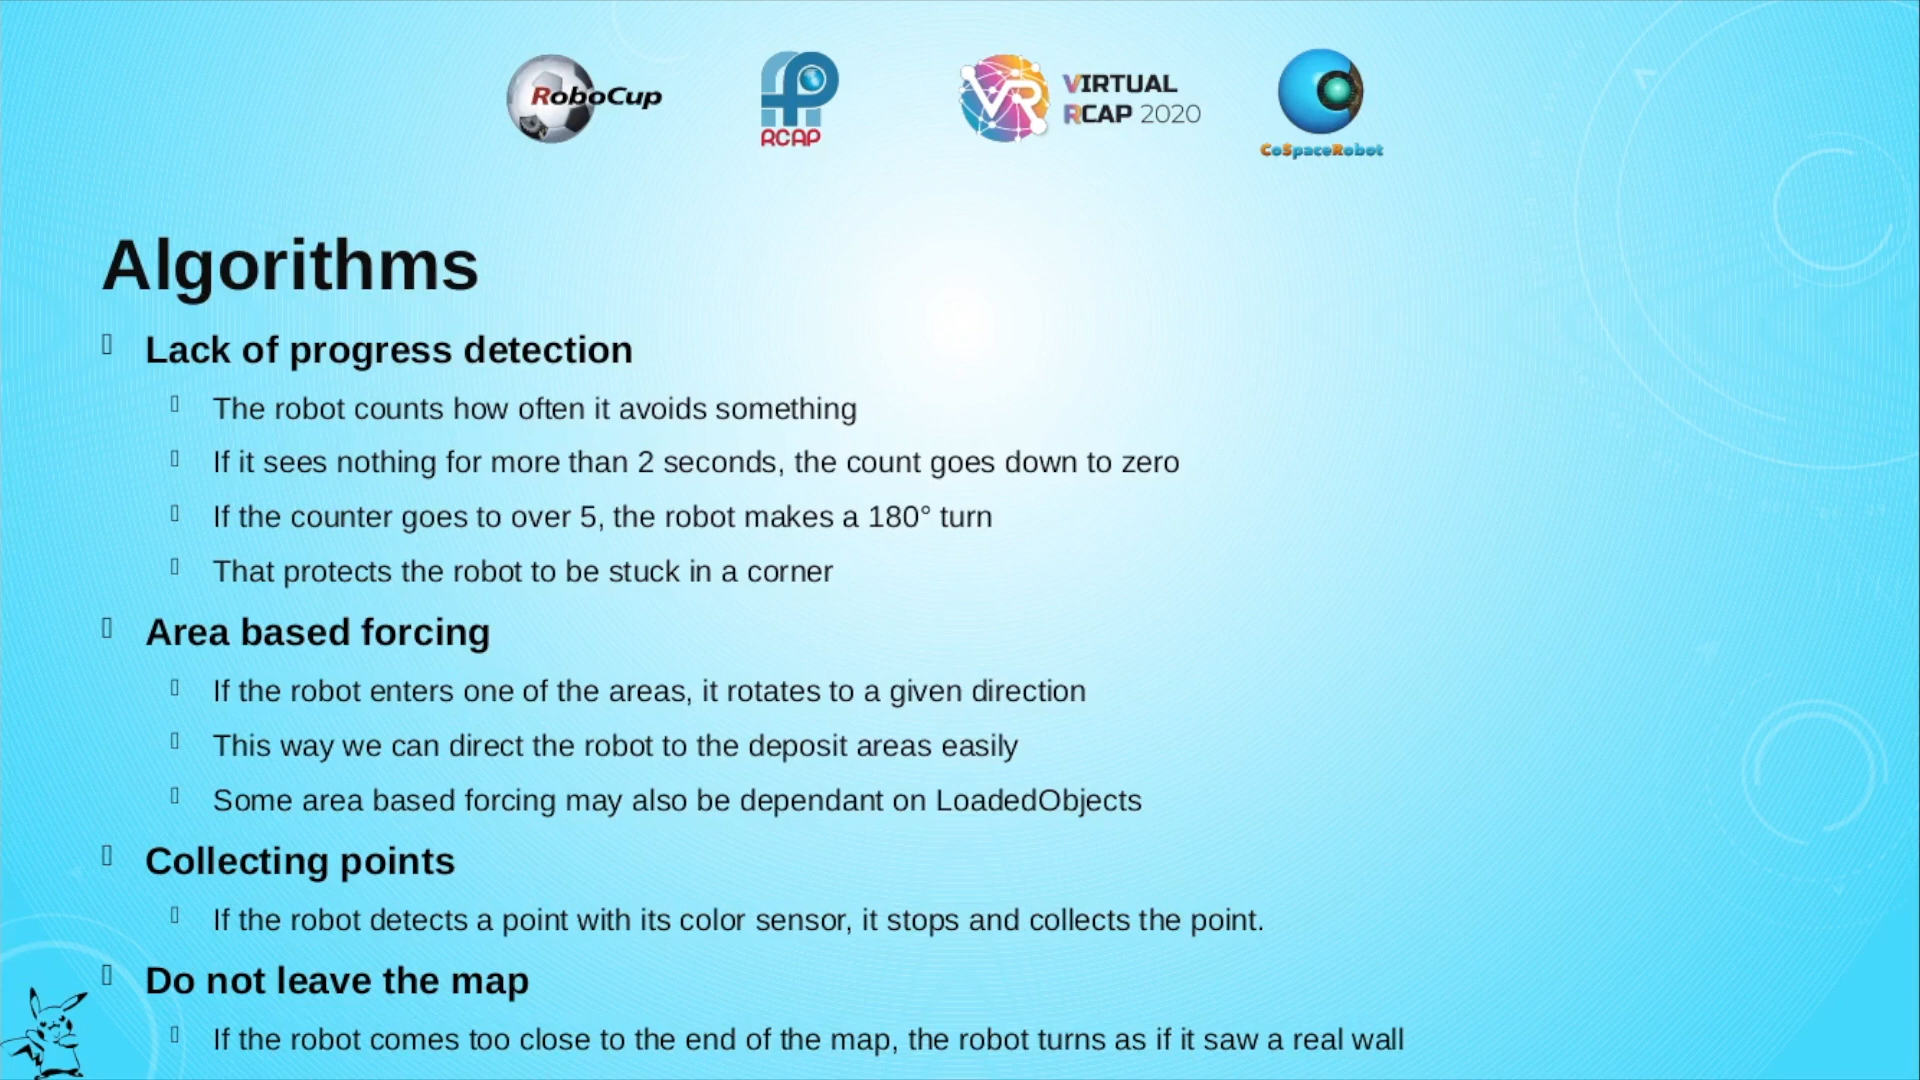 RoboCup
RCAP
VR
VIRTUAL
RCAP 2020
CoSpaceRobot
Algorithms
Lack of progress detection
The robot counts how often it avoids something
If it sees nothing for more than 2 seconds, the count goes down to zero
If the counter goes to over 5, the robot makes a 180° turn
That protects the robot to be stuck in a corner
Area based forcing
If the robot enters one of the areas, it rotates to a given direction
This way we can direct the robot to the deposit areas easily
Some area based forcing may also be dependant on LoadedObjects
Collecting points
If the robot detects a point with its color sensor, it stops and collects the point.
Do not leave the map
If the robot comes too close to the end of the map, the robot turns as if it saw a real wall